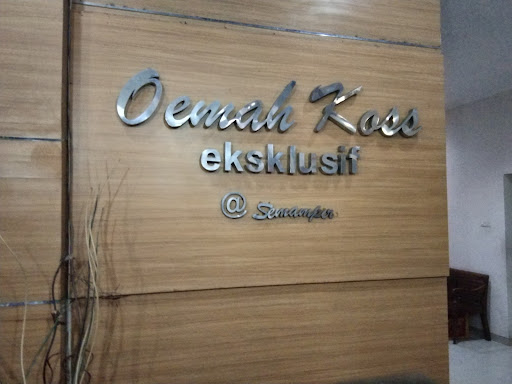 Oemah Koss
eksklusif
@ Semampir